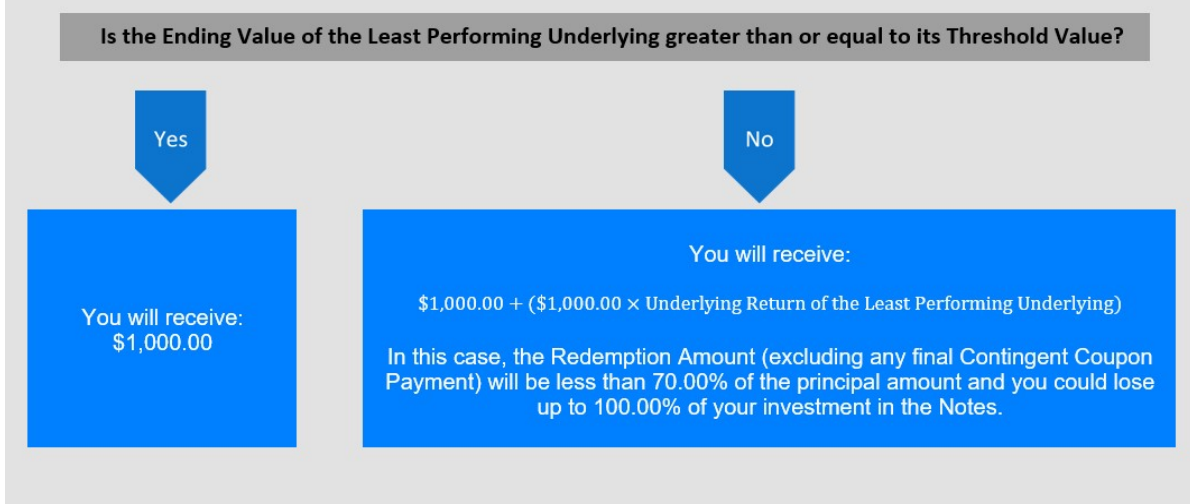 Is the Ending Value of the Least Performing Underlying greater than or equal to its Threshold Value?
Yes
No
You will receive:
$1,000.00
You will receive:
$1,000.00 + ($1,000.00 × Underlying Return of the Least Performing Underlying)
In this case, the Redemption Amount (excluding any final Contingent Coupon
Payment) will be less than 70.00% of the principal amount and you could lose
up to 100.00% of your investment in the Notes.